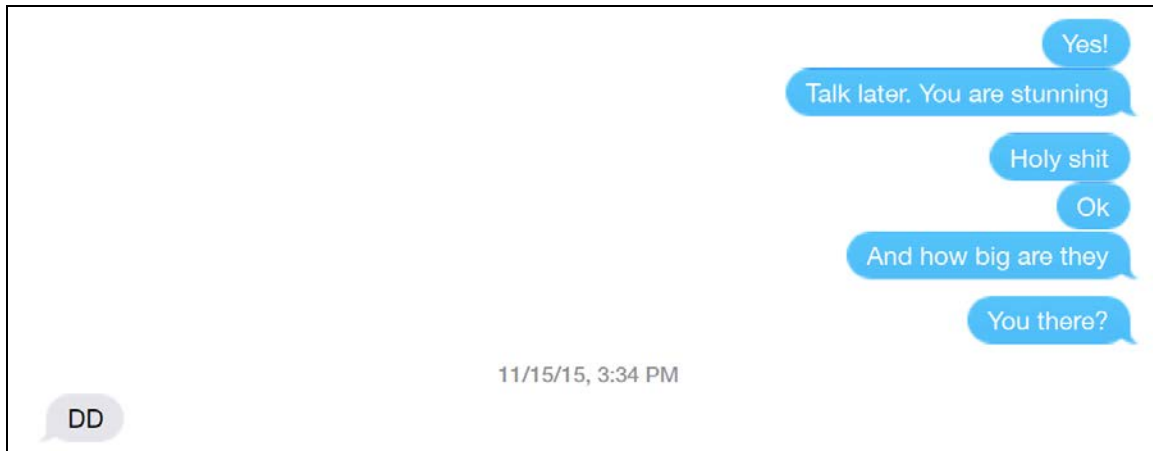 Yes!
Talk later. You are stunning
Holy shit
Ok
And how big are they
You there?
11/15/15, 3:34 PM
DD